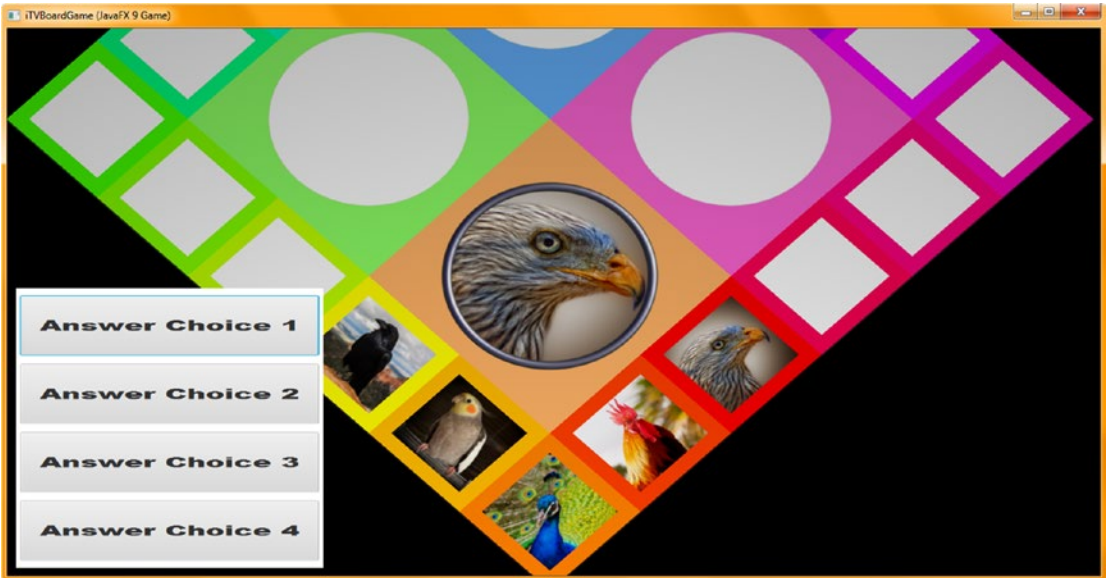 iTVBoardGame (JavaFX 9 Game)
Answer Choice 1
Answer Choice 2
Answer Choice 3
Answer Choice 4